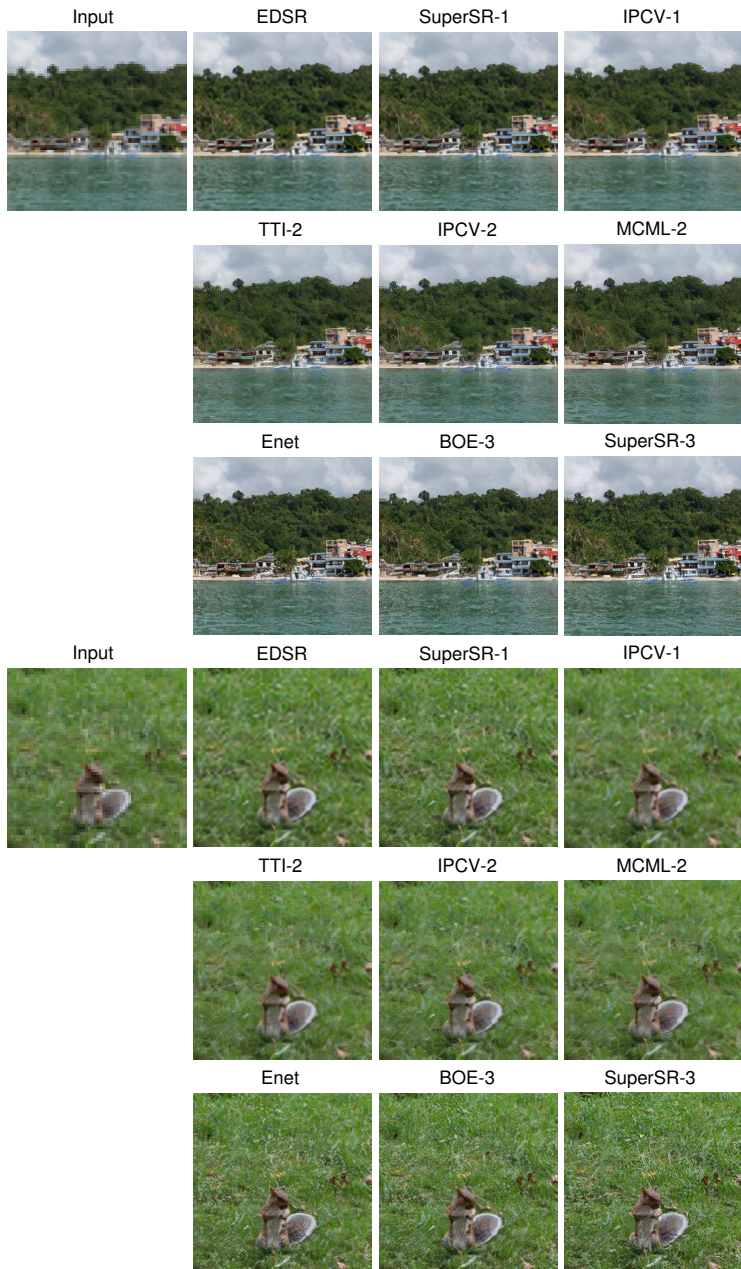 Input EDSR SuperSR-1 IPCV-1
TTI-2 IPCV-2 MCML-2
Enet BOE-3 SuperSR-3
Input EDSR SuperSR-1 IPCV-1
TTI-2 IPCV-2 MCML-2
Enet BOE-3 SuperSR-3